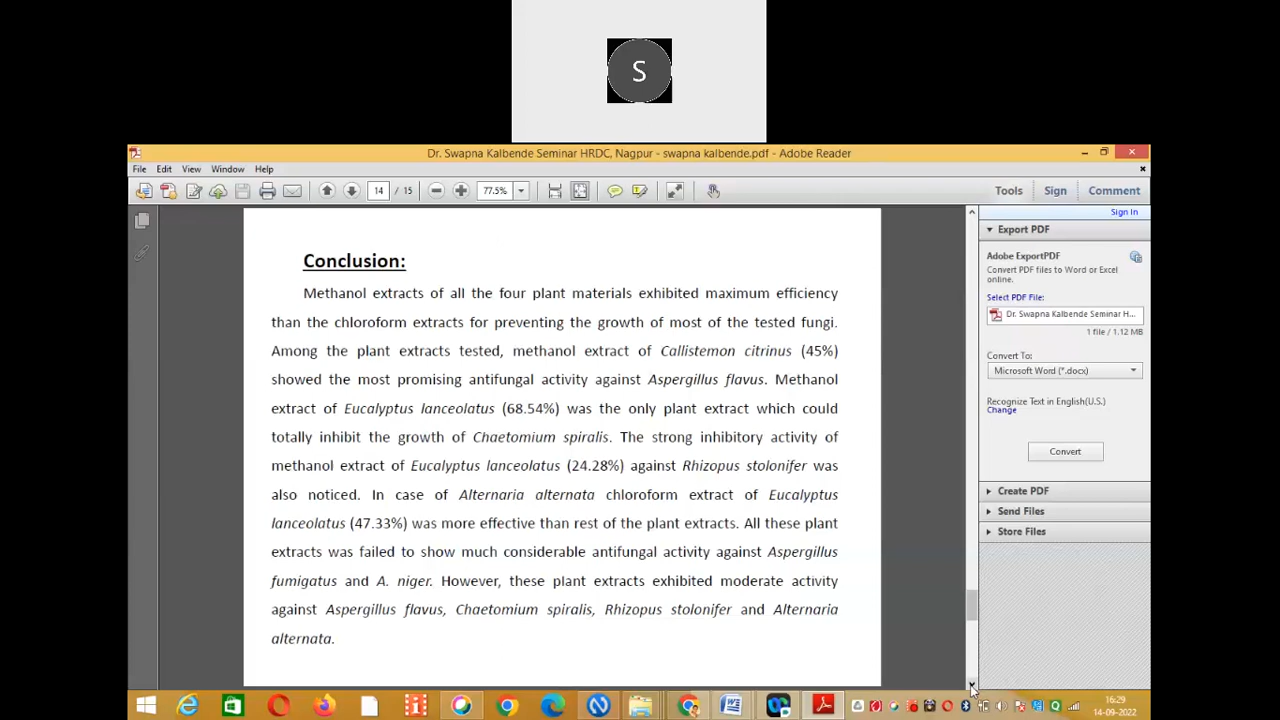 S
Dr. Swapna Kalbende Seminar HRDC, Nagpur - swapna kalbende.pdf - Adobe Reader
File Edit View Window Help
14 / 15 77.5% Tools Sign Comment
Sign In
Export PDF
Adobe ExportPDF
Convert PDF files to Word or Excel
online.
Select PDF File:
Dr. Swapna Kalbende Seminar H...
1 file / 1.12 MB
Convert To:
Microsoft Word (*.docx)
Recognize Text in English(U.S.)
Change
Convert
Create PDF
Send Files
Store Files
Conclusion:
Methanol extracts of all the four plant materials exhibited maximum efficiency
than the chloroform extracts for preventing the growth of most of the tested fungi.
Among the plant extracts tested, methanol extract of Callistemon citrinus (45%)
showed the most promising antifungal activity against Aspergillus flavus. Methanol
extract of Eucalyptus lanceolatus (68.54%) was the only plant extract which could
totally inhibit the growth of Chaetomium spiralis. The strong inhibitory activity of
methanol extract of Eucalyptus lanceolatus (24.28%) against Rhizopus stolonifer was
also noticed. In case of Alternaria alternata chloroform extract of Eucalyptus
lanceolatus (47.33%) was more effective than rest of the plant extracts. All these plant
extracts was failed to show much considerable antifungal activity against Aspergillus
fumigatus and A. niger. However, these plant extracts exhibited moderate activity
against Aspergillus flavus, Chaetomium spiralis, Rhizopus stolonifer and Alternaria
alternata.
16:29
14-09-2022